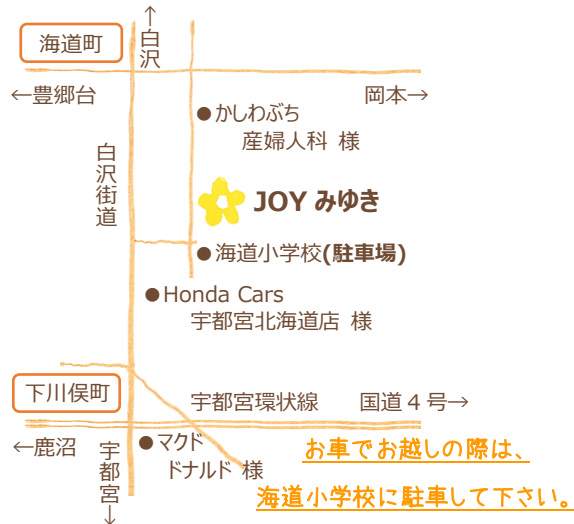 ↑白沢
海道町
←豊郷台
岡本→
●かしわぶち
産婦人科 様
白沢街道
JOY みゆき
●海道小学校(駐車場)
●Honda Cars
宇都宮北海道店 様
下川俣町
宇都宮環状線 国道4号→
←鹿沼
宇都宮↓
●マクド
ドナルド 様
お車でお越しの際は、
海道小学校に駐車して下さい。